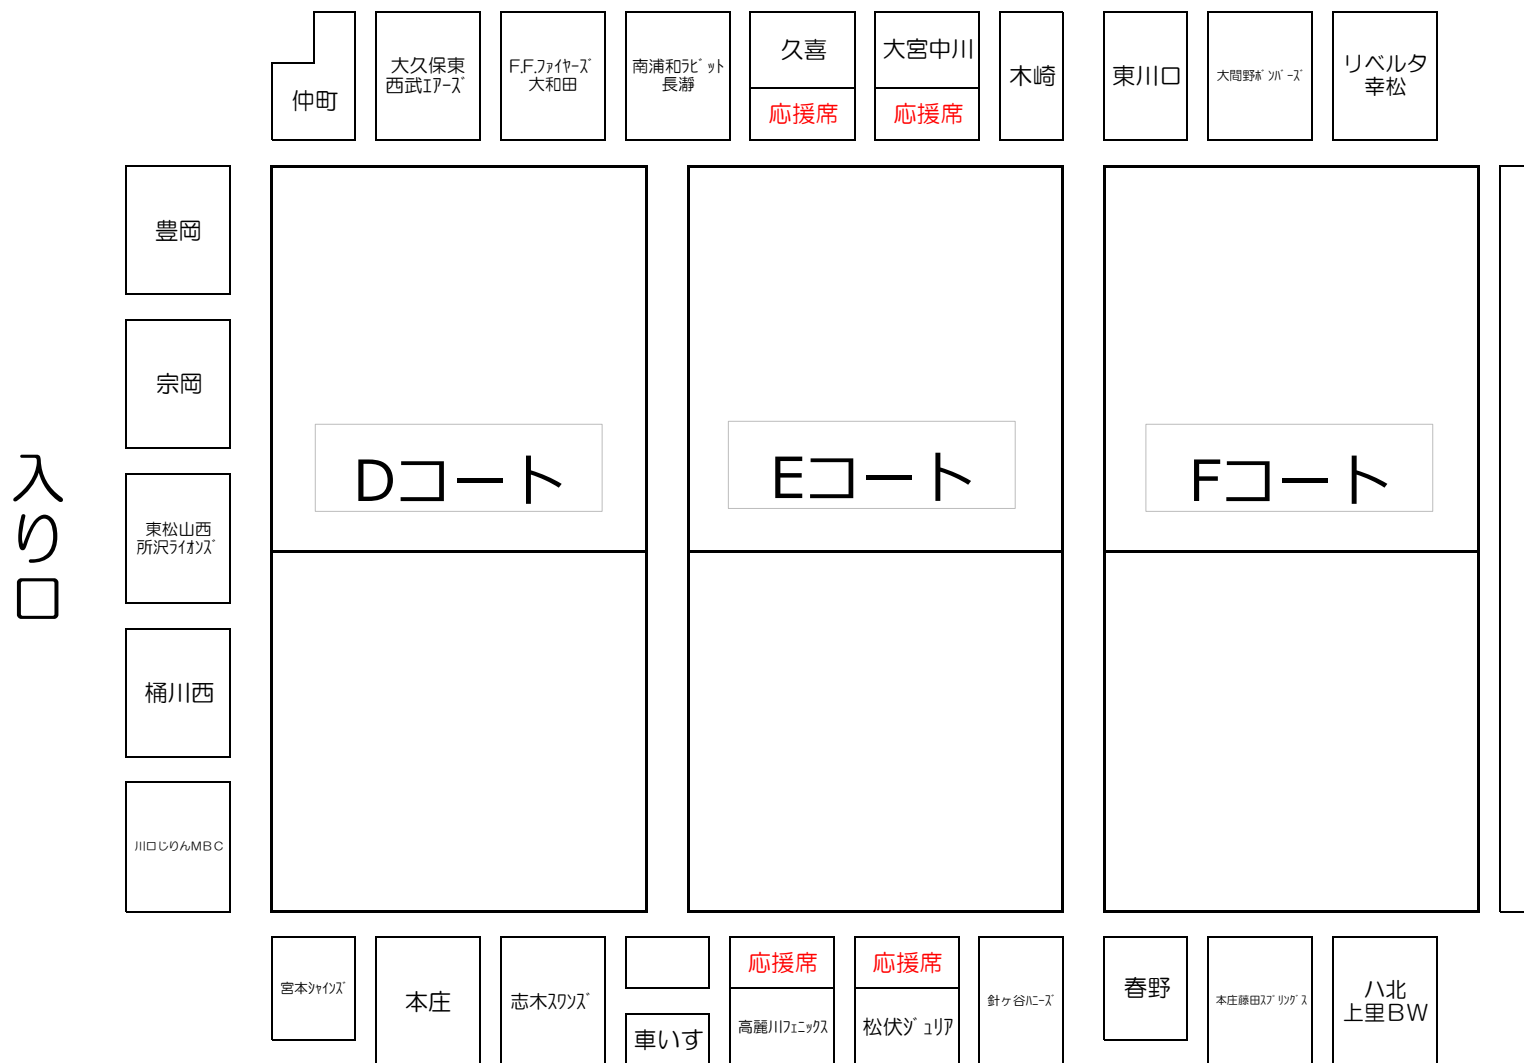 仲町
大久保東
西武ｴｱｰｽﾞ
F.F.ﾌｧｲﾔｰｽﾞ
大和田
南浦和ﾗﾋﾞｯﾄ
長瀞
久喜
応援席
大宮中川
応援席
木崎
東川口
大間野ﾎﾞﾝﾊﾞｰｽﾞ
リベルタ
幸松
豊岡
宗岡
東松山西
所沢ﾗｲｵﾝｽﾞ
桶川西
川口じりんＭＢＣ
入り口
Dコート
Eコート
Fコート
宮本ｼｬｲﾝｽﾞ
本庄
志木ｽﾜﾝｽﾞ
車いす
応援席
高麗川ﾌｪﾆｯｸｽ
応援席
松伏ｼﾞｭﾘｱ
針ヶ谷ﾊﾆｰｽﾞ
春野
本庄藤田ｽﾌﾟﾘﾝｸﾞｽ
ハ北
上里ＢＷ